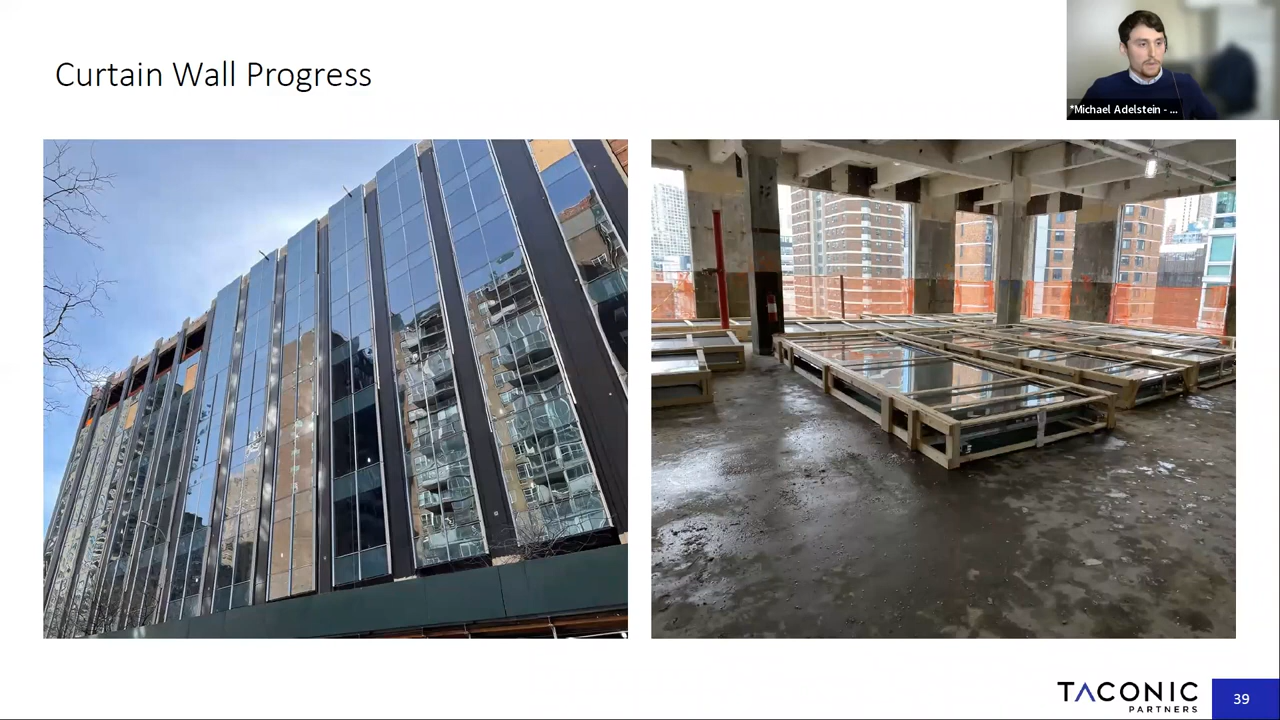 Curtain Wall Progress
*Michael Adelstein - ...
TACONIC
PARTNERS
39